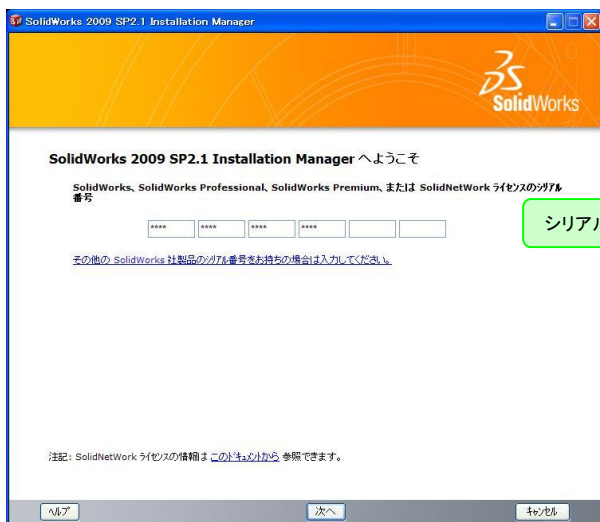 SolidWorks 2009 SP2.1 Installation Manager
SolidWorks
SolidWorks 2009 SP2.1 Installation Manager へようこそ
SolidWorks、SolidWorks Professional、SolidWorks Premium、または SolidNetWork ライセンスのシリアル
番号
**** **** **** ****
シリアル
その他の SolidWorks 社製品のシリアル番号をお持ちの場合は入力してください。
注記: SolidNetWork ライセンスの情報は このドキュメントから 参照できます。
ヘルプ 次へ キャンセル